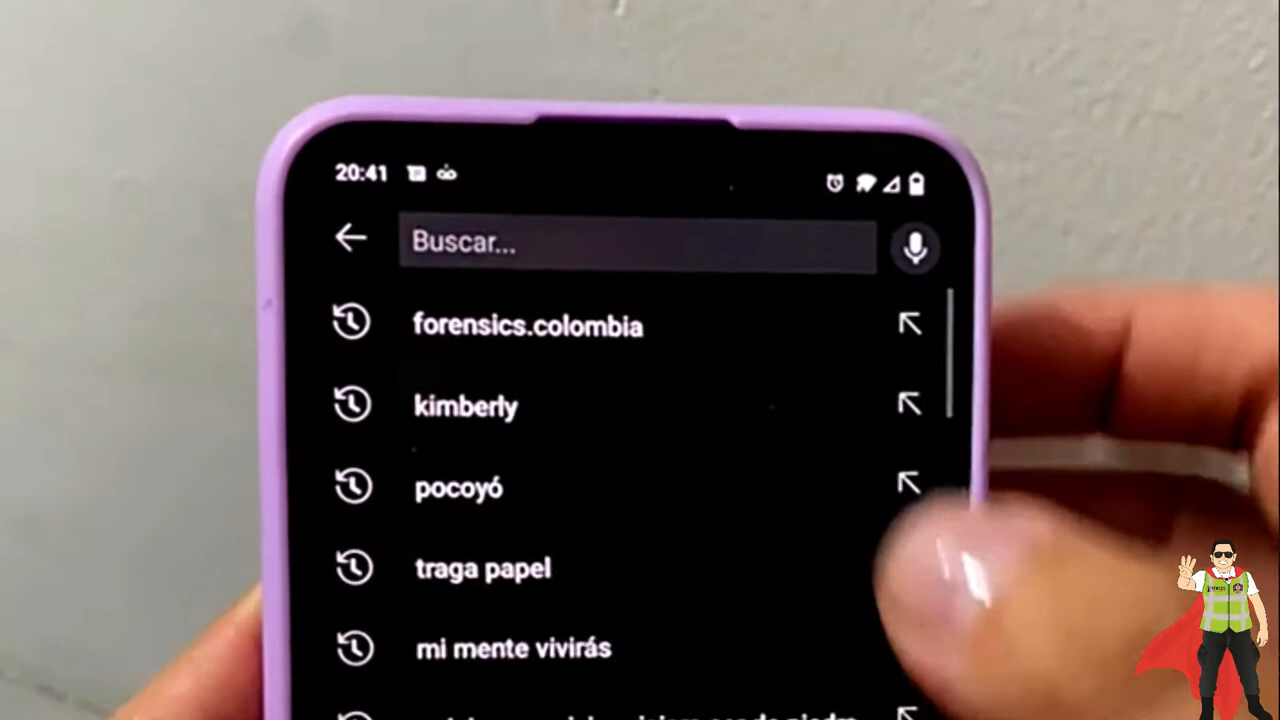 20:41
Buscar...
forensics.colombia
kimberly
pocoyó
traga papel
mi mente vivirás